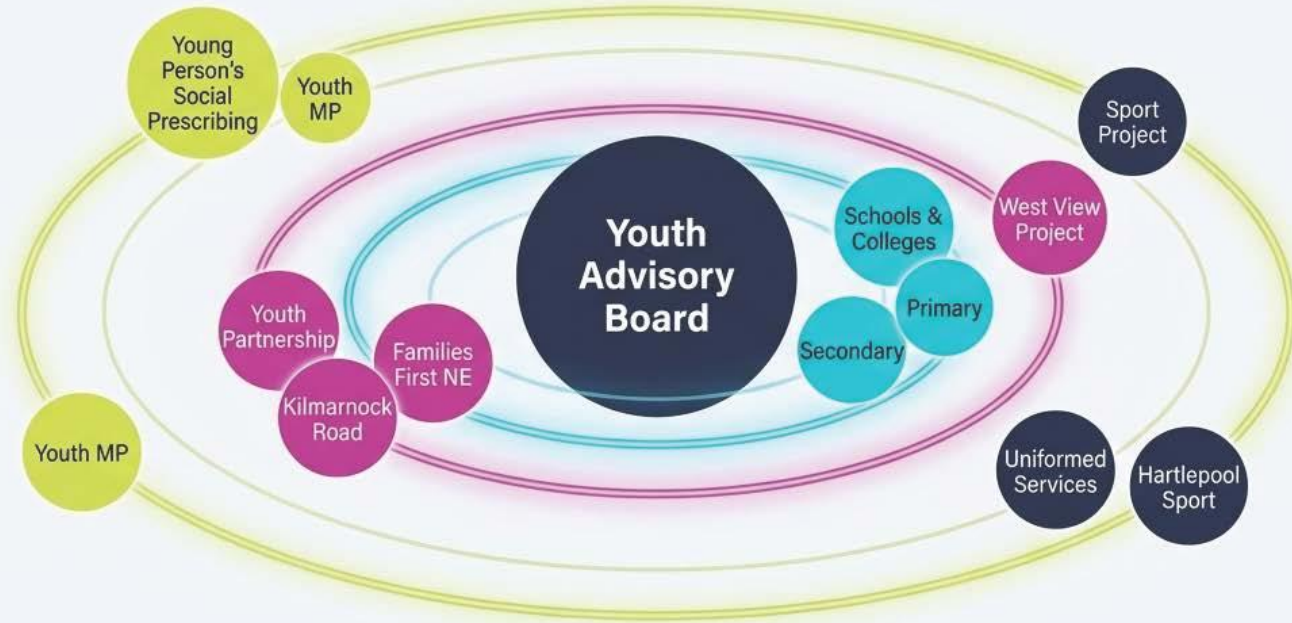 Young
Person's
Social
Prescribing
Youth
MP
Sport
Project
Schools &
Colleges
West View
Project
Youth
Advisory
Board
Primary
Secondary
Youth
Partnership
Families
First NE
Kilmarnock
Road
Youth MP
Uniformed
Services
Hartlepool
Sport